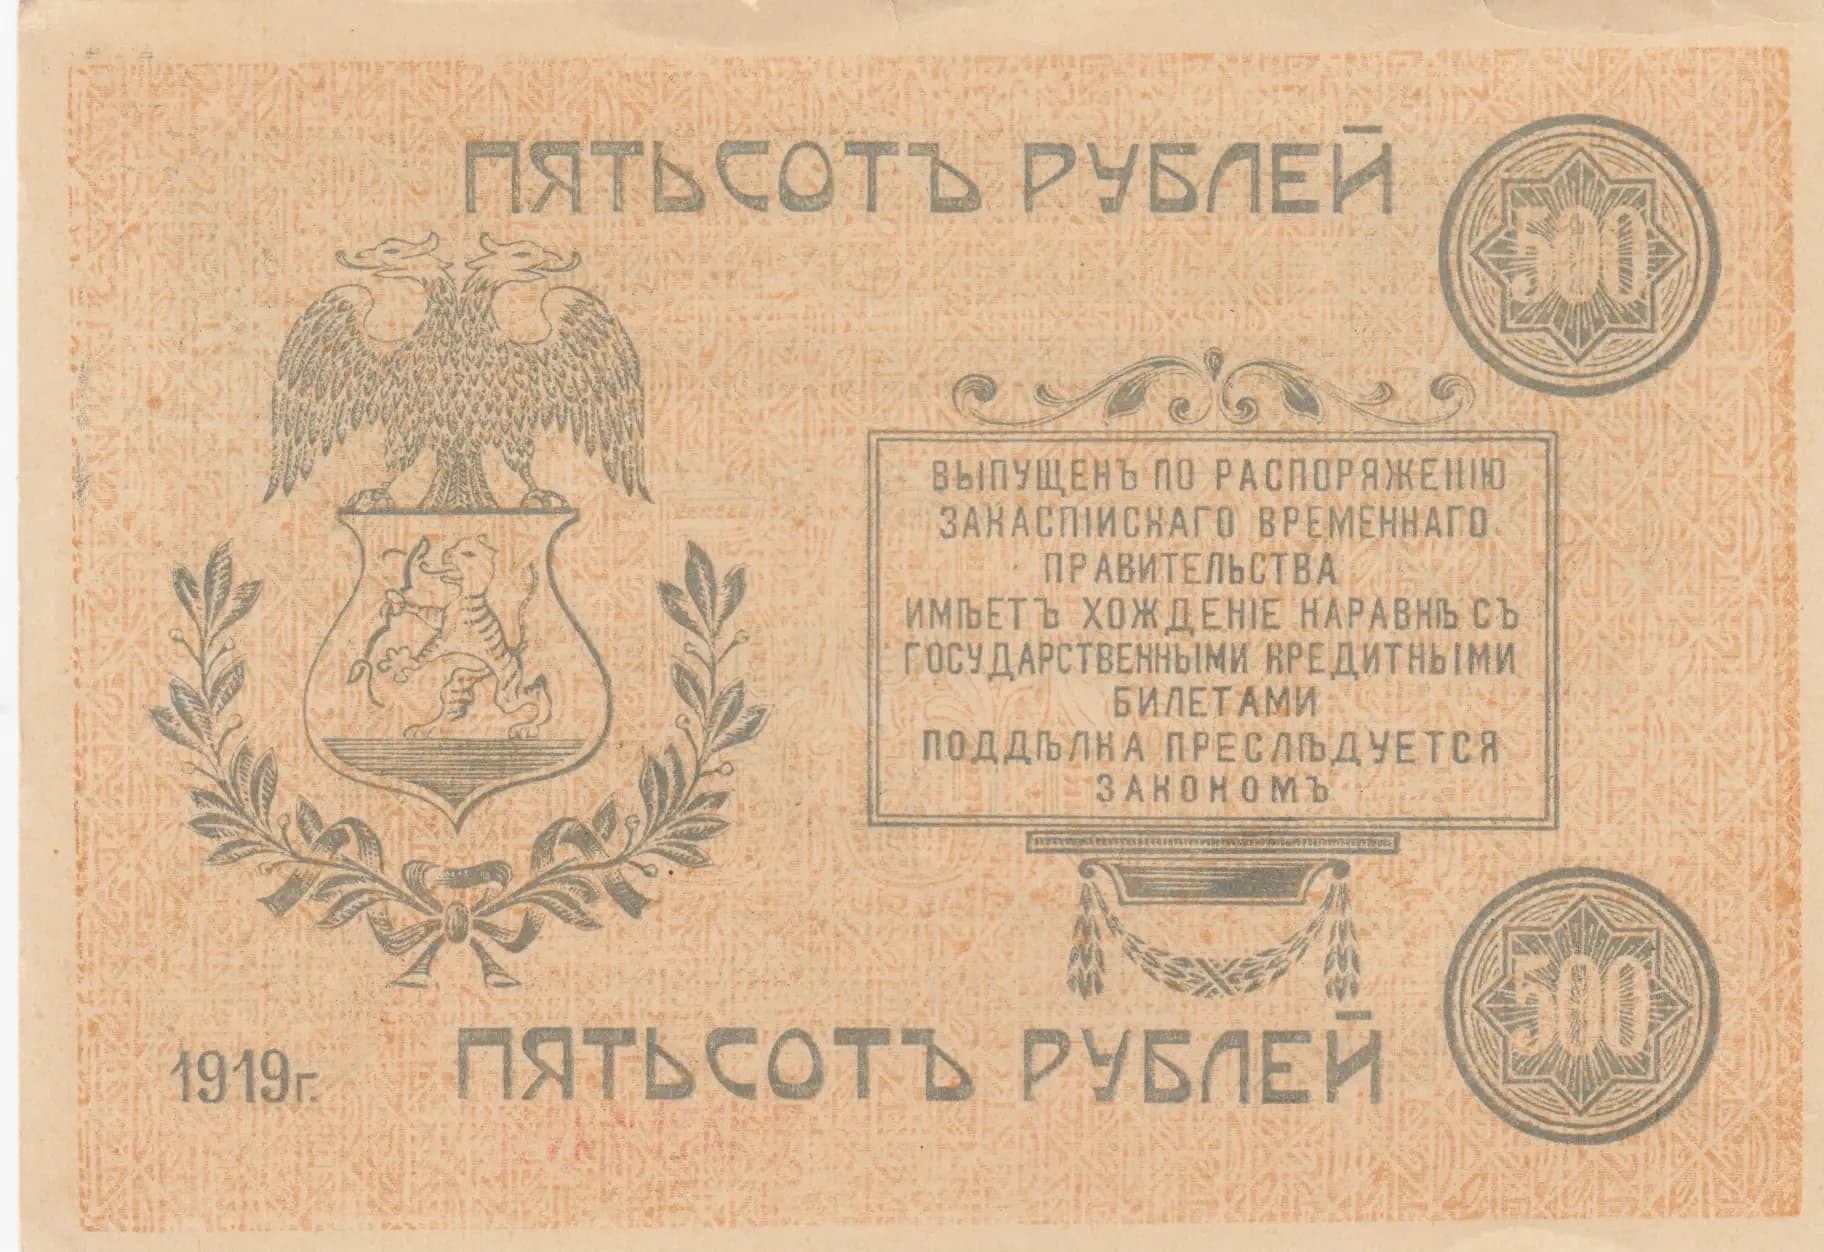 ПЯТЬСОТЪ РУБЛЕЙ
500
ВЫПУЩЕНЪ ПО РАСПОРЯЖЕНІЮ
ЗАКАСПІЙСКАГО ВРЕМЕННАГО
ПРАВИТЕЛЬСТВА
ИМѢЕТЪ ХОЖДЕНІЕ НАРАВНѢ СЪ
ГОСУДАРСТВЕННЫМИ КРЕДИТНЫМИ
БИЛЕТАМИ
ПОДДѢЛКА ПРЕСЛѢДУЕТСЯ
ЗАКОНОМЪ
500
1919г.
ПЯТЬСОТЪ РУБЛЕЙ